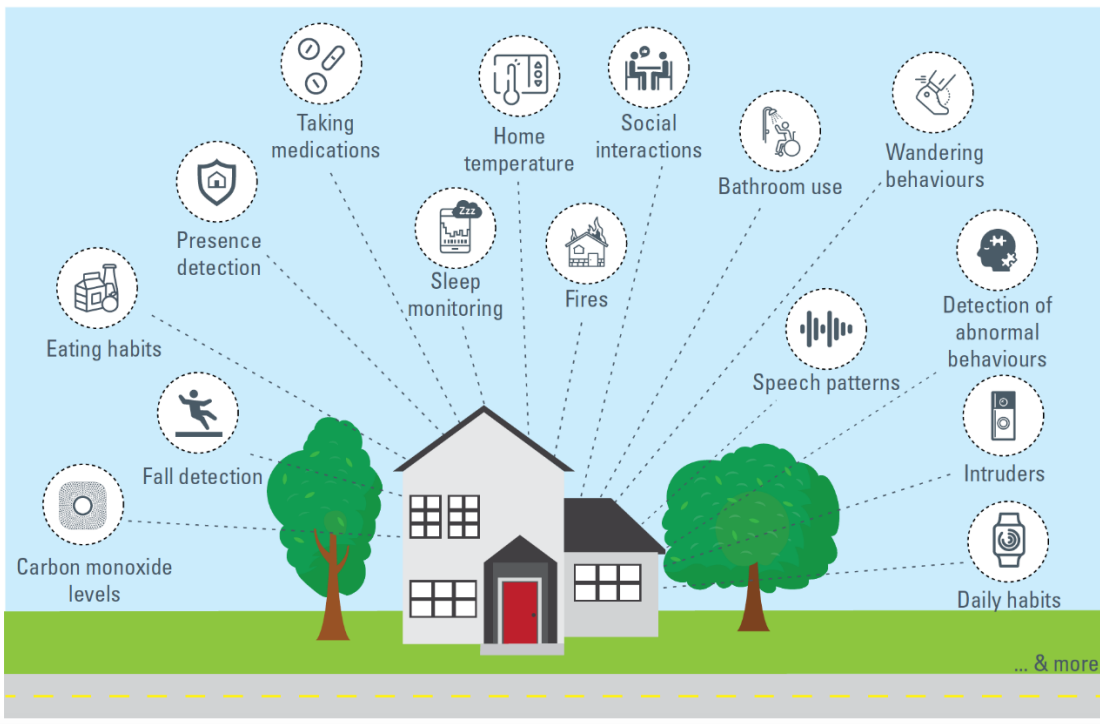 Taking
medications
Home
temperature
Social
interactions
Bathroom use
Wandering
behaviours
Presence
detection
Zzz
Sleep
monitoring
Fires
Eating habits
Speech patterns
Detection of
abnormal
behaviours
Fall detection
Intruders
Carbon monoxide
levels
Daily habits
... & more